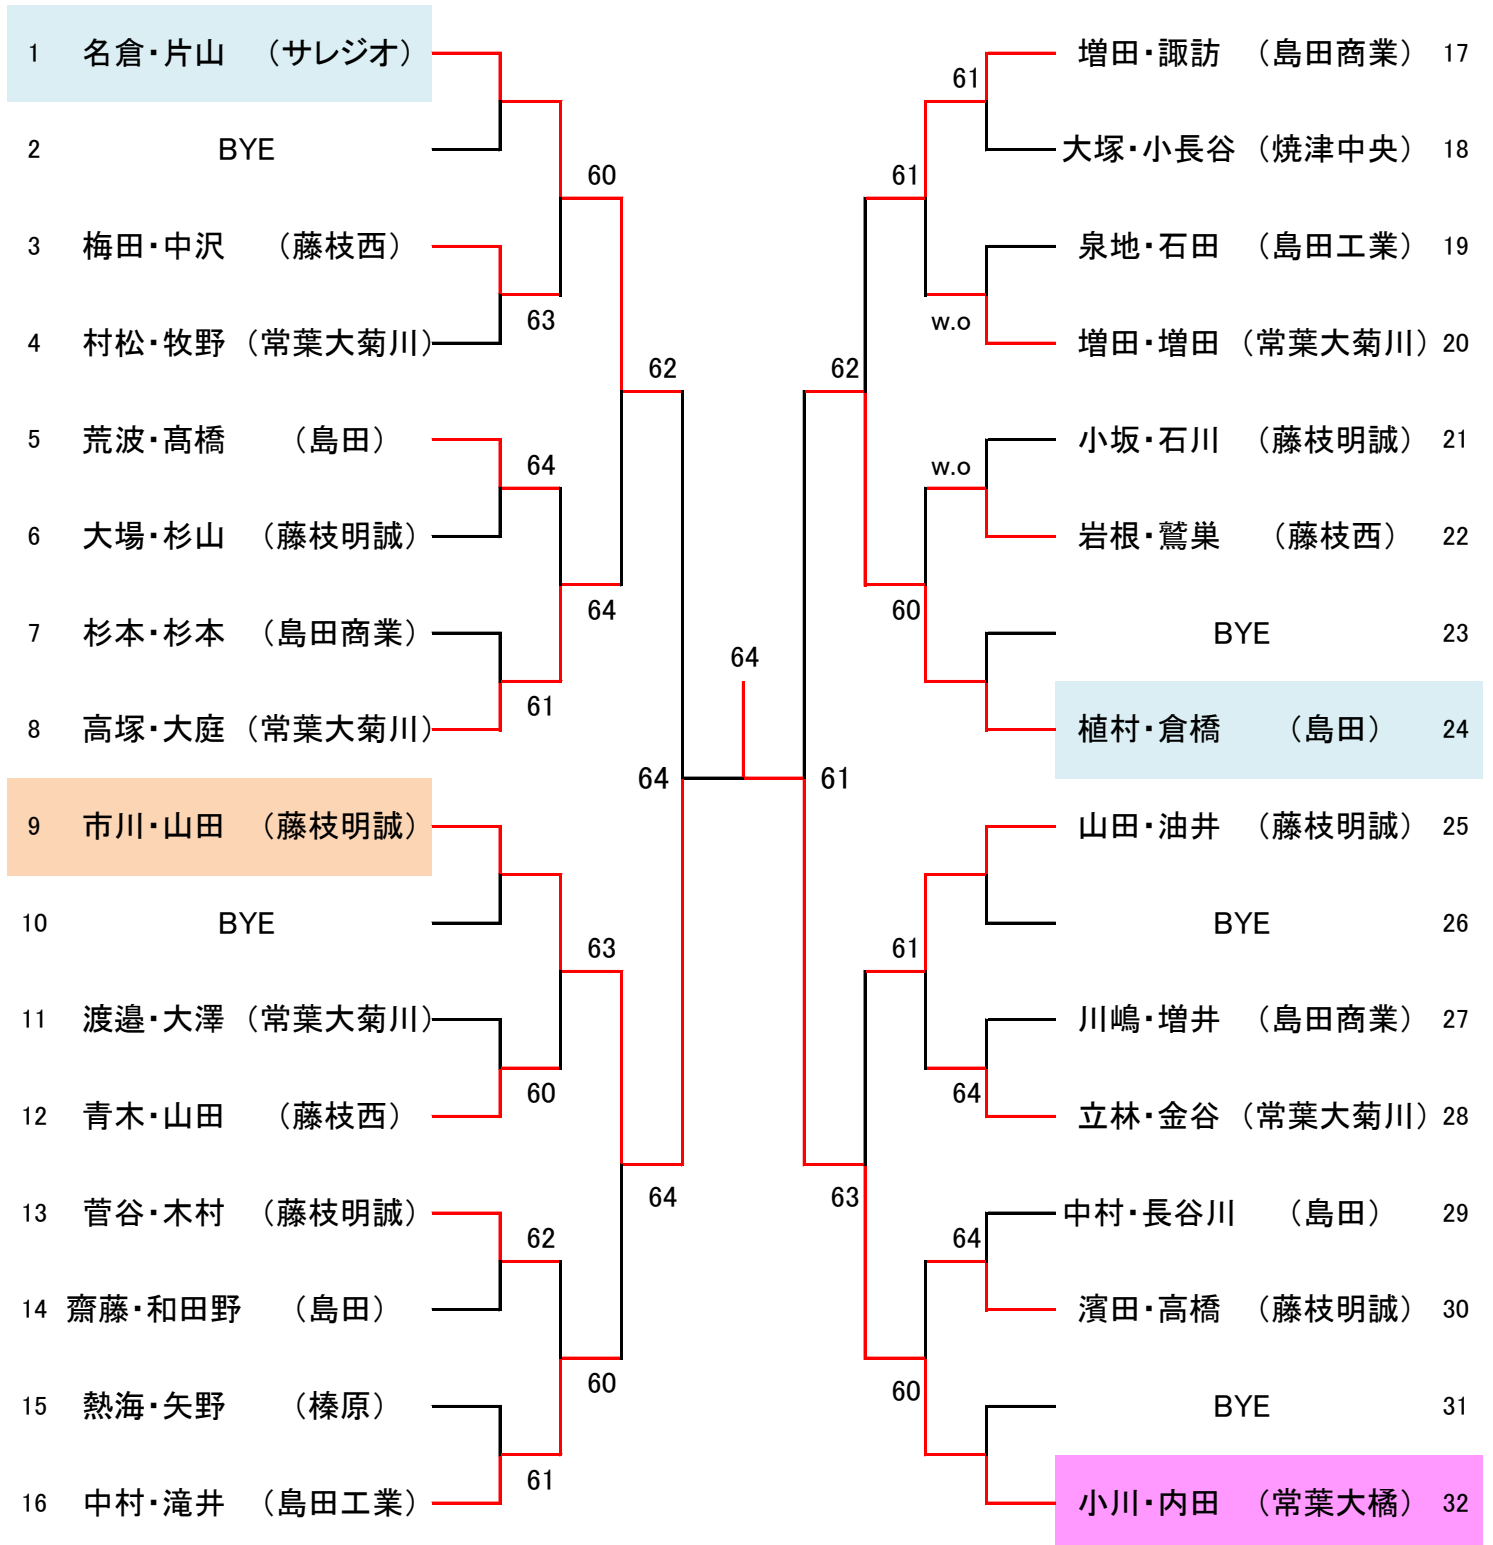 1 名倉・片山 （サレジオ）
2 BYE
60
3 梅田・中沢 （藤枝西）
63
4 村松・牧野 （常葉大菊川）
62
5 荒波・髙橋 （島田）
64
6 大場・杉山 （藤枝明誠）
64
7 杉本・杉本 （島田商業）
61
8 高塚・大庭 （常葉大菊川）
64
9 市川・山田 （藤枝明誠）
10 BYE
63
11 渡邉・大澤 （常葉大菊川）
60
12 青木・山田 （藤枝西）
64
13 菅谷・木村 （藤枝明誠）
62
14 齋藤・和田野 （島田）
60
15 熱海・矢野 （榛原）
61
16 中村・滝井 （島田工業）
64
増田・諏訪 （島田商業） 17
61
大塚・小長谷 （焼津中央） 18
61
泉地・石田 （島田工業） 19
w.o
増田・増田 （常葉大菊川） 20
62
小坂・石川 （藤枝明誠） 21
w.o
岩根・鷲巣 （藤枝西） 22
60
BYE 23
植村・倉橋 （島田） 24
61
山田・油井 （藤枝明誠） 25
BYE 26
61
川嶋・増井 （島田商業） 27
64
立林・金谷 （常葉大菊川） 28
63
中村・長谷川 （島田） 29
64
濱田・高橋 （藤枝明誠） 30
60
BYE 31
小川・内田 （常葉大橘） 32